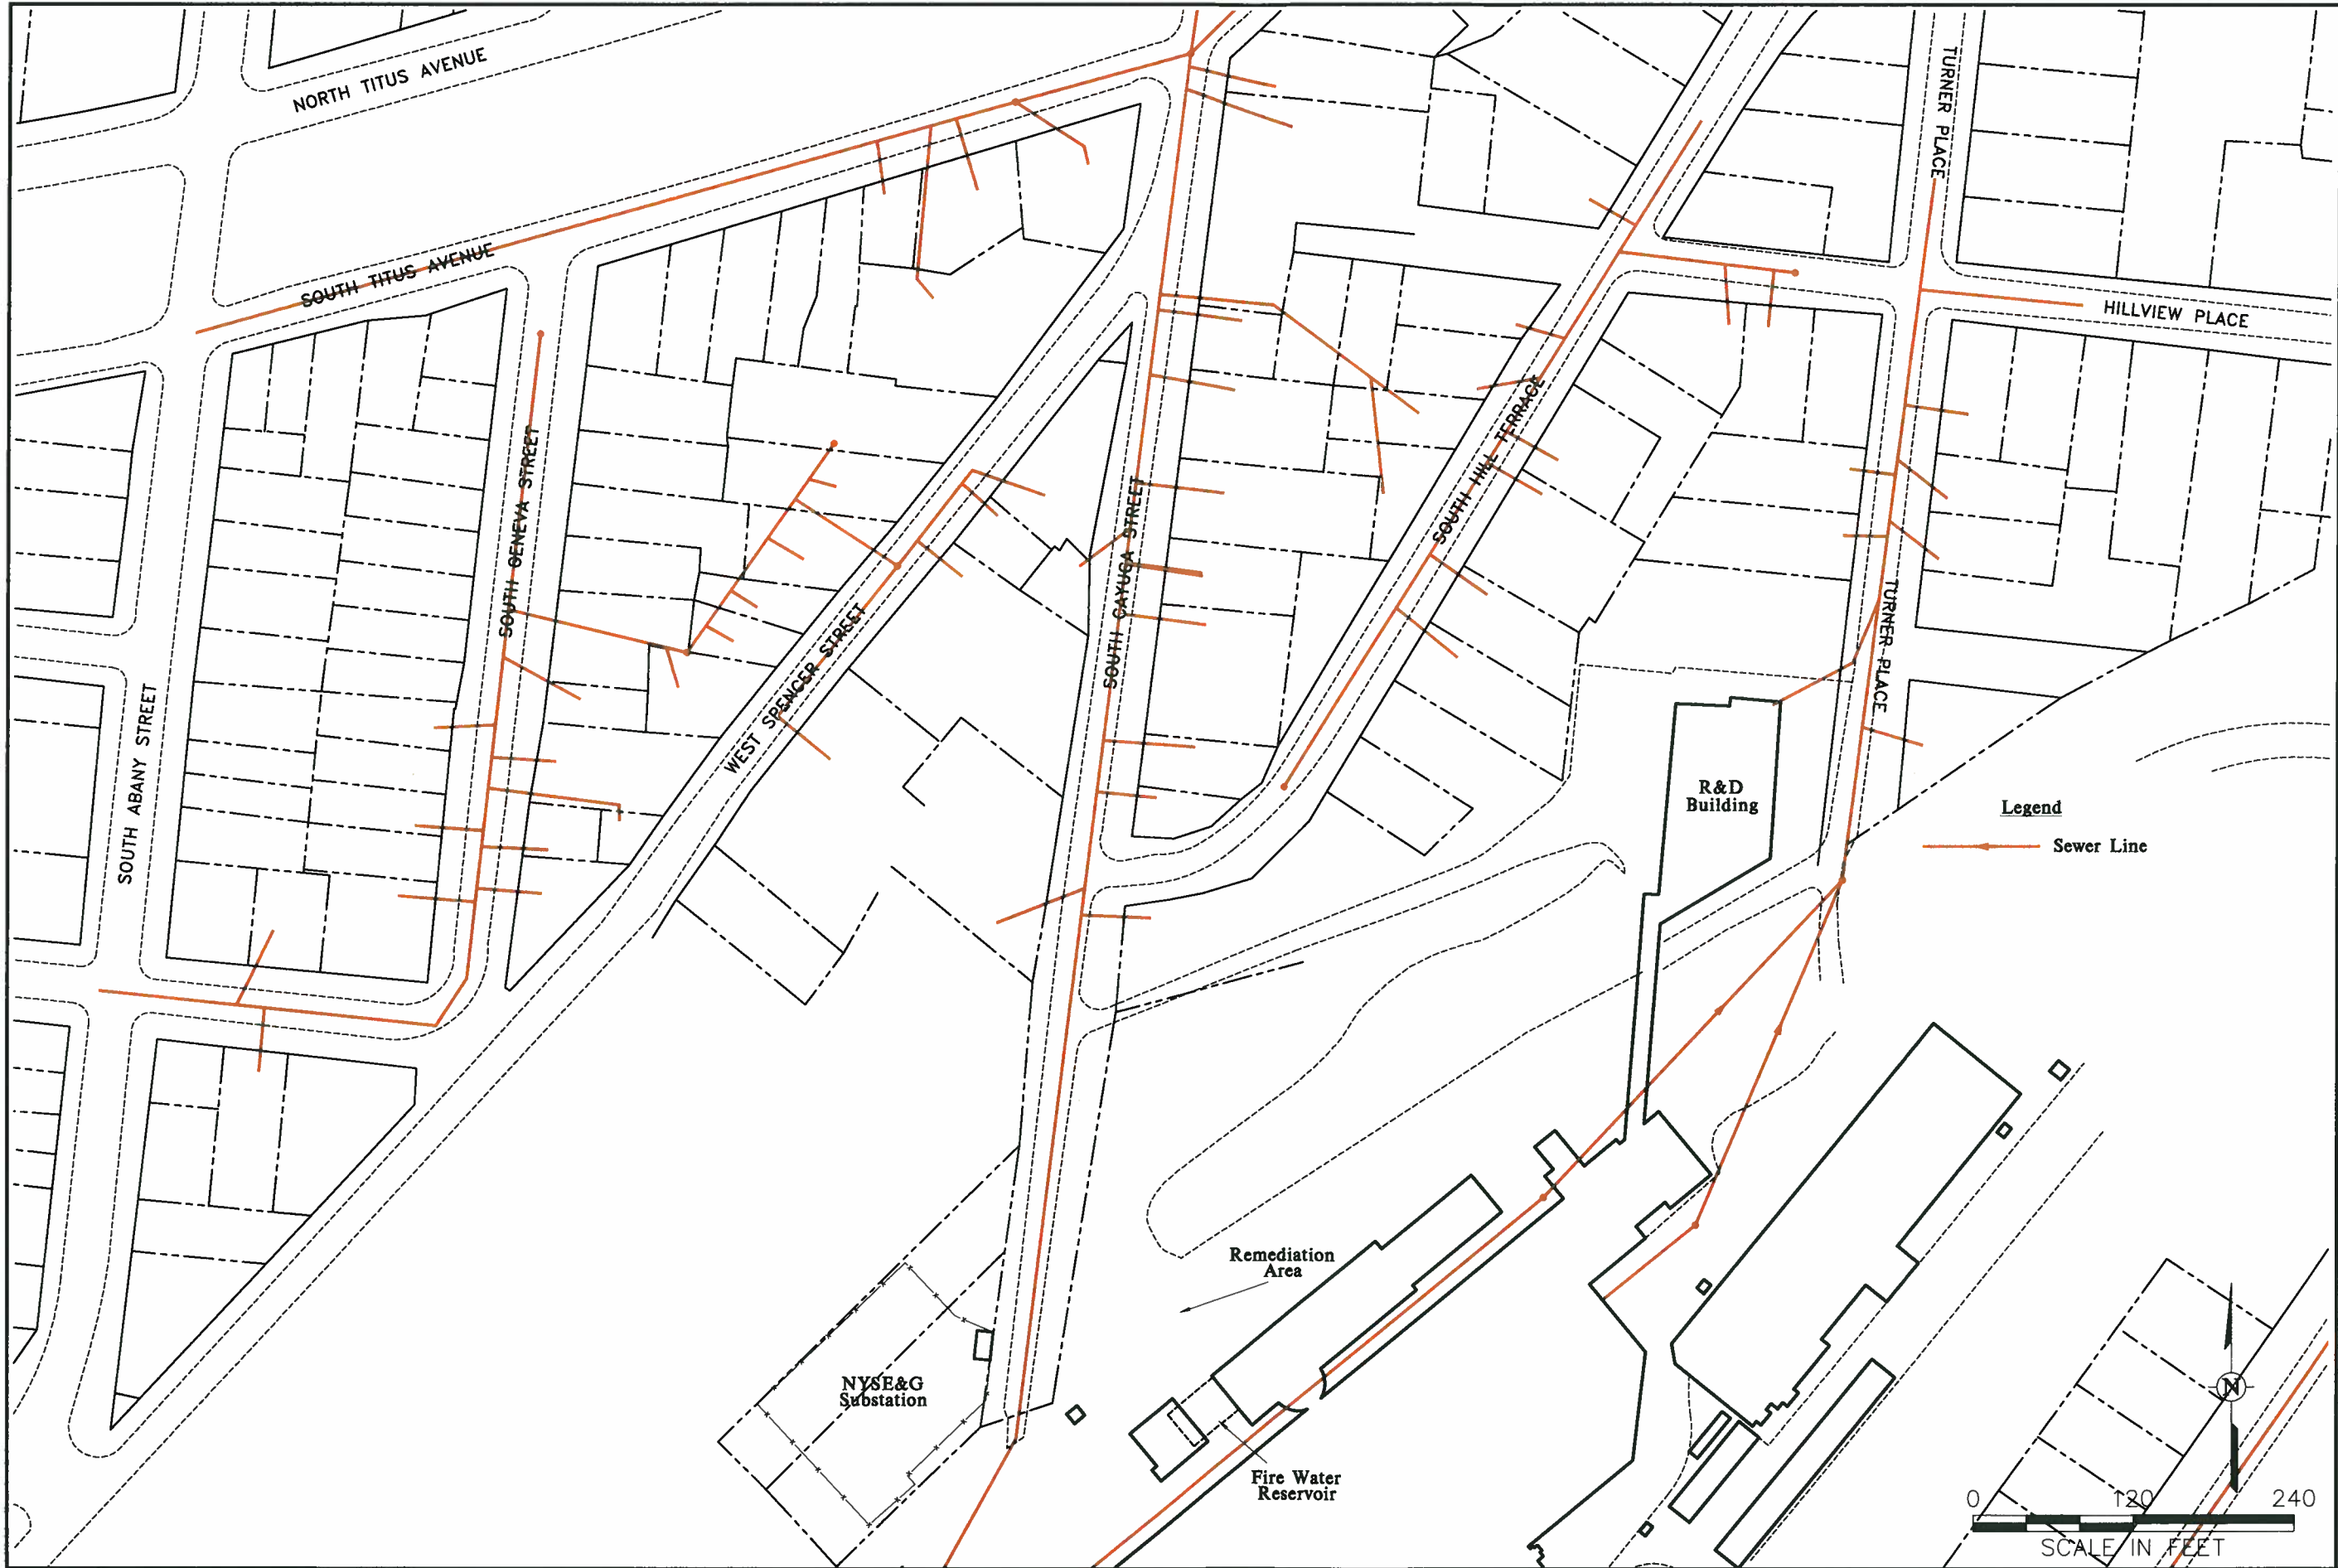 NORTH TITUS AVENUE
TURNER PLACE
SOUTH TITUS AVENUE
HILLVIEW PLACE
SOUTH GENEVA STREET
SOUTH HILL TERRACE
SOUTH CAYUGA STREET
WEST SPENCER STREET
TURNER PLACE
SOUTH ABANY STREET
R&D
Building
Legend
Sewer Line
Remediation
Area
NYSE&G
Substation
Fire Water
Reservoir
N
0 120 240
SCALE IN FEET